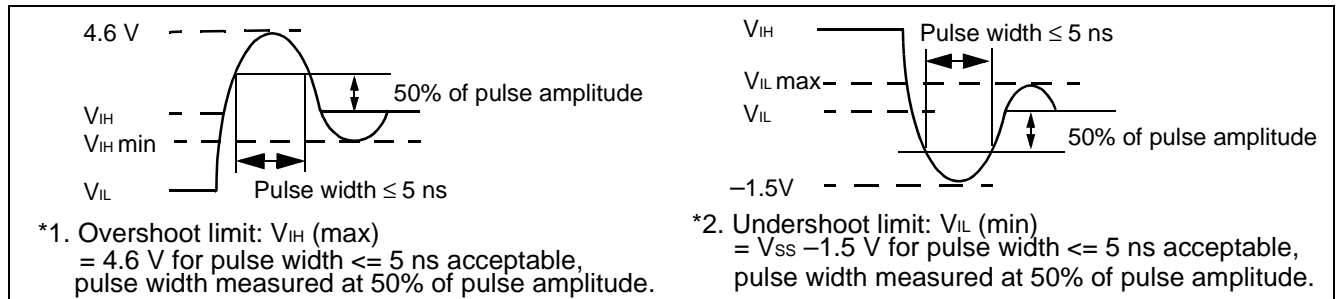 4.6 V
50% of pulse amplitude
VIH
VIH min
VIL
Pulse width ≤ 5 ns
*1. Overshoot limit: VIH (max)
= 4.6 V for pulse width <= 5 ns acceptable,
pulse width measured at 50% of pulse amplitude.
VIH
Pulse width ≤ 5 ns
VIL max
VIL
50% of pulse amplitude
–1.5V
*2. Undershoot limit: VIL (min)
= VSS –1.5 V for pulse width <= 5 ns acceptable,
pulse width measured at 50% of pulse amplitude.